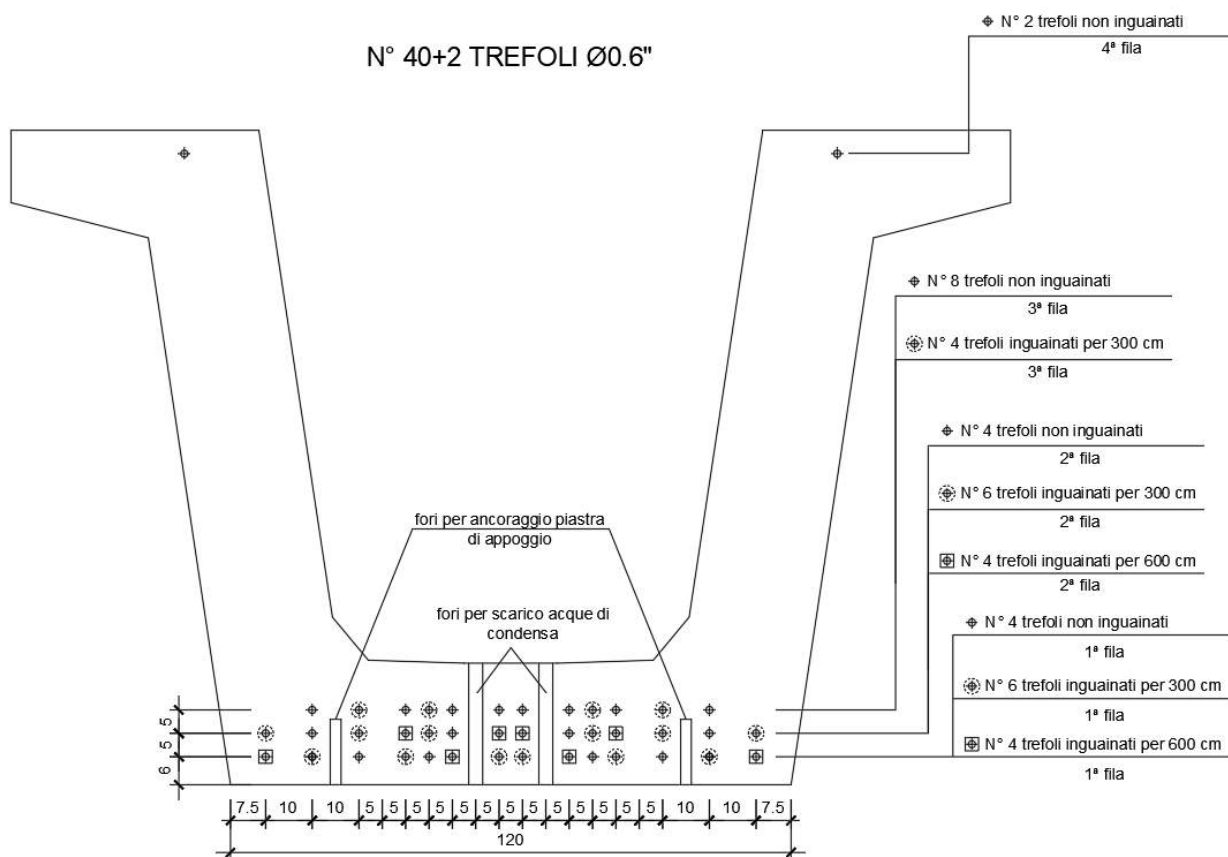 N° 40+2 TREFOLI Ø0.6"
N° 2 trefoli non inguainati
4ª fila
N° 8 trefoli non inguainati
3ª fila
N° 4 trefoli inguainati per 300 cm
3ª fila
N° 4 trefoli non inguainati
2ª fila
N° 6 trefoli inguainati per 300 cm
2ª fila
N° 4 trefoli inguainati per 600 cm
2ª fila
N° 4 trefoli non inguainati
1ª fila
N° 6 trefoli inguainati per 300 cm
1ª fila
N° 4 trefoli inguainati per 600 cm
1ª fila
fori per ancoraggio piastra
di appoggio
fori per scarico acque di
condensa
5
5
6
7.5 10 10 5 5 5 5 5 5 5 5 5 5 5 5 5 10 10 7.5
120